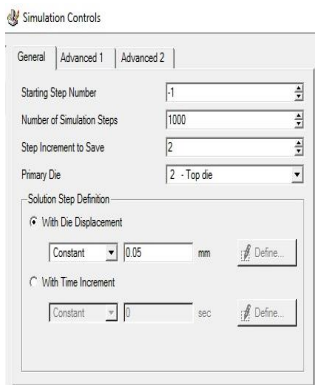 Simulation Controls
General Advanced 1 Advanced 2
Starting Step Number -1
Number of Simulation Steps 1000
Step Increment to Save 2
Primary Die 2 - Top die
Solution Step Definition
With Die Displacement
Constant 0.05 mm Define...
With Time Increment
Constant 0 sec Define...